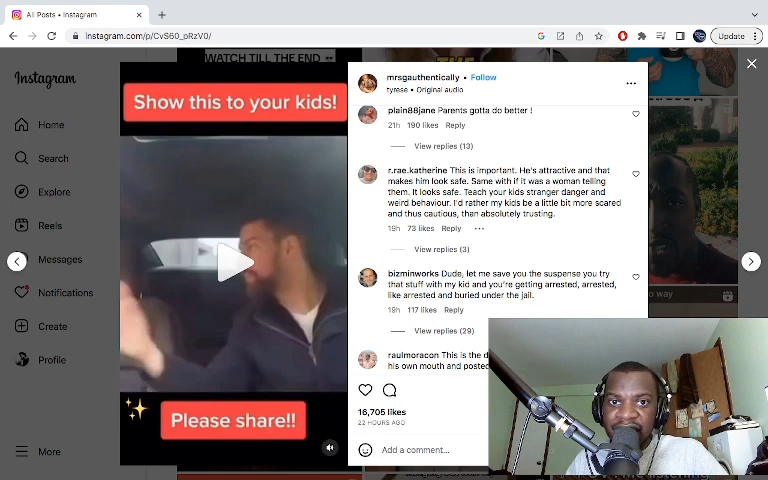 All Posts • Instagram
instagram.com/p/CvS60_pRzV0/
Update
WATCH TILL THE END
Instagram
Home
Search
Explore
Reels
Messages
Notifications
Create
Profile
More
Show this to your kids!
Please share!!
mrsgauthentically • Follow
tyrese • Original audio
plain88jane Parents gotta do better !
21h 190 likes Reply
View replies (13)
r.rae.katherine This is important. He's attractive and that
makes him look safe. Same with if it was a woman telling
them. It looks safe. Teach your kids stranger danger and
weird behaviour. I'd rather my kids be a little bit more scared
and thus cautious, than absolutely trusting.
19h 73 likes Reply
View replies (3)
bizminworks Dude, let me save you the suspense you try
that stuff with my kid and you're getting arrested, arrested,
like arrested and buried under the jail.
19h 117 likes Reply
View replies (29)
raulmoracon This is the d
his own mouth and posted
16,705 likes
22 HOURS AGO
Add a comment...
o way